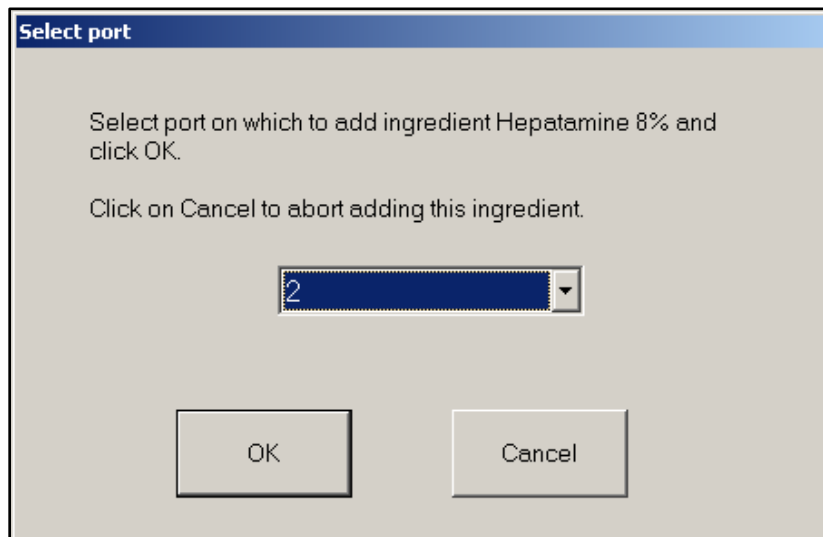 Select port
Select port on which to add ingredient Hepatamine 8% and
click OK.
Click on Cancel to abort adding this ingredient.
2
OK
Cancel